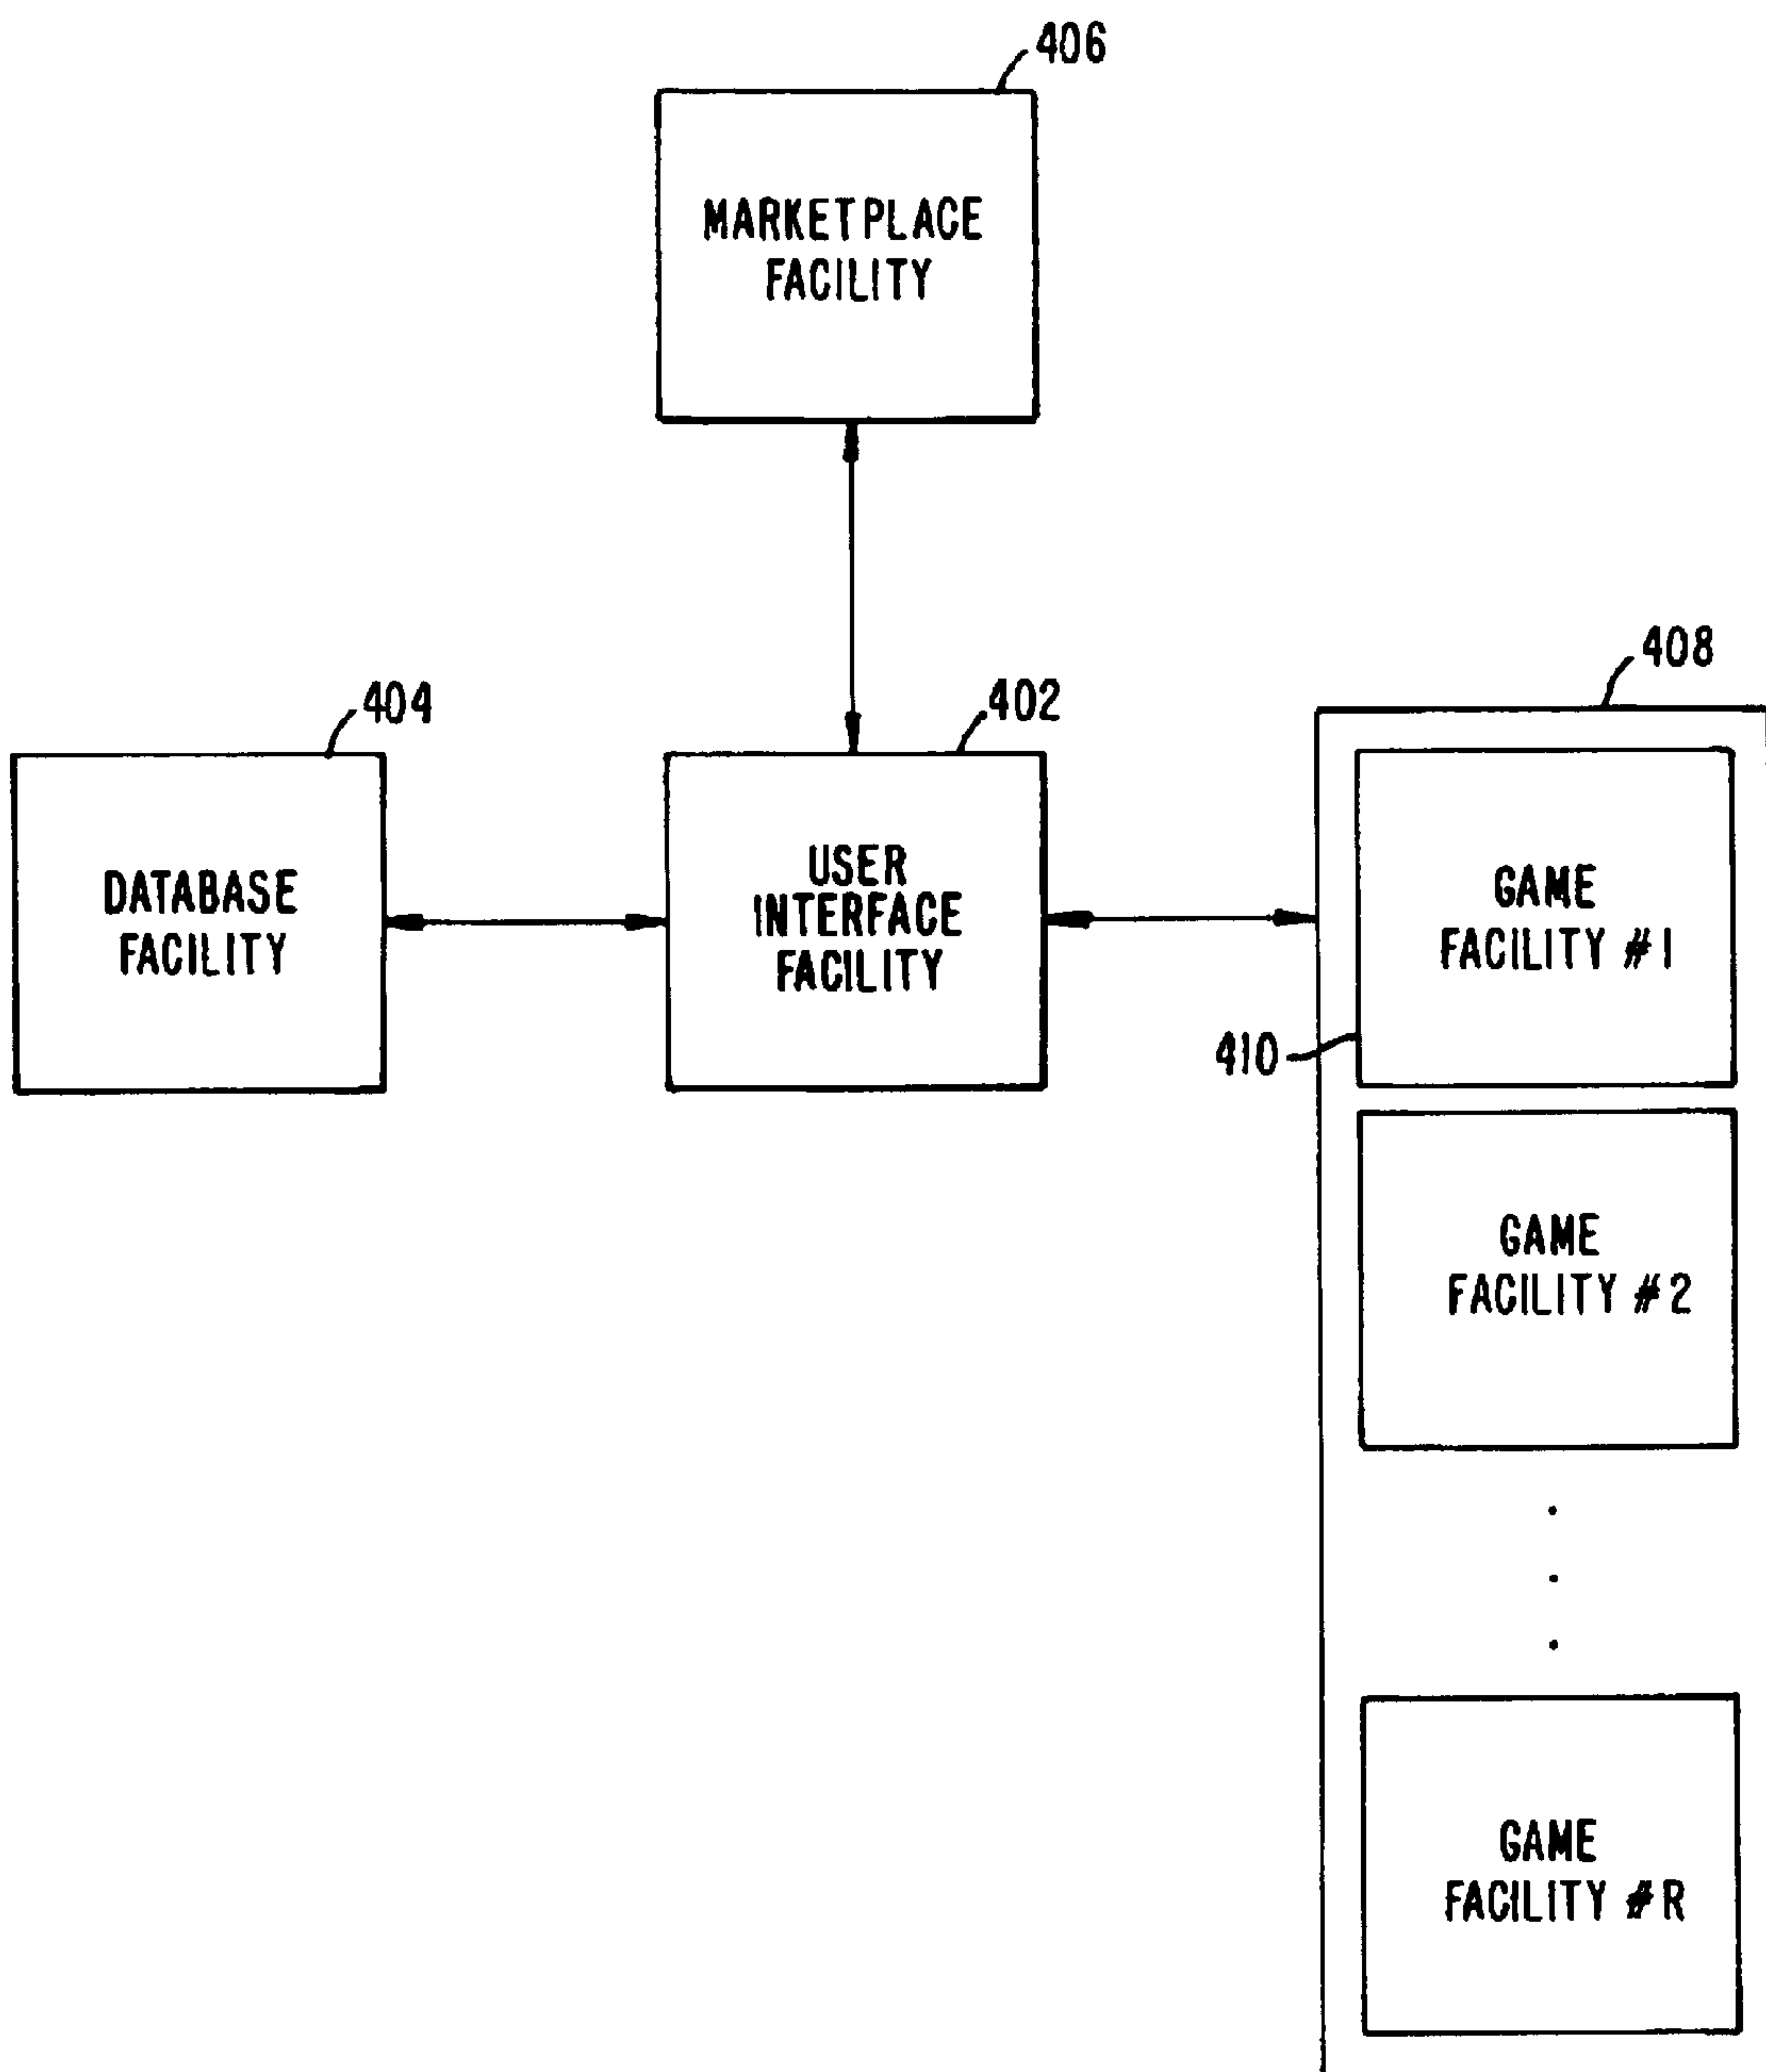 406
MARKETPLACE
FACILITY
408
404
402
DATABASE
FACILITY
USER
INTERFACE
FACILITY
GAME
FACILITY #1
410
GAME
FACILITY #2
GAME
FACILITY #R